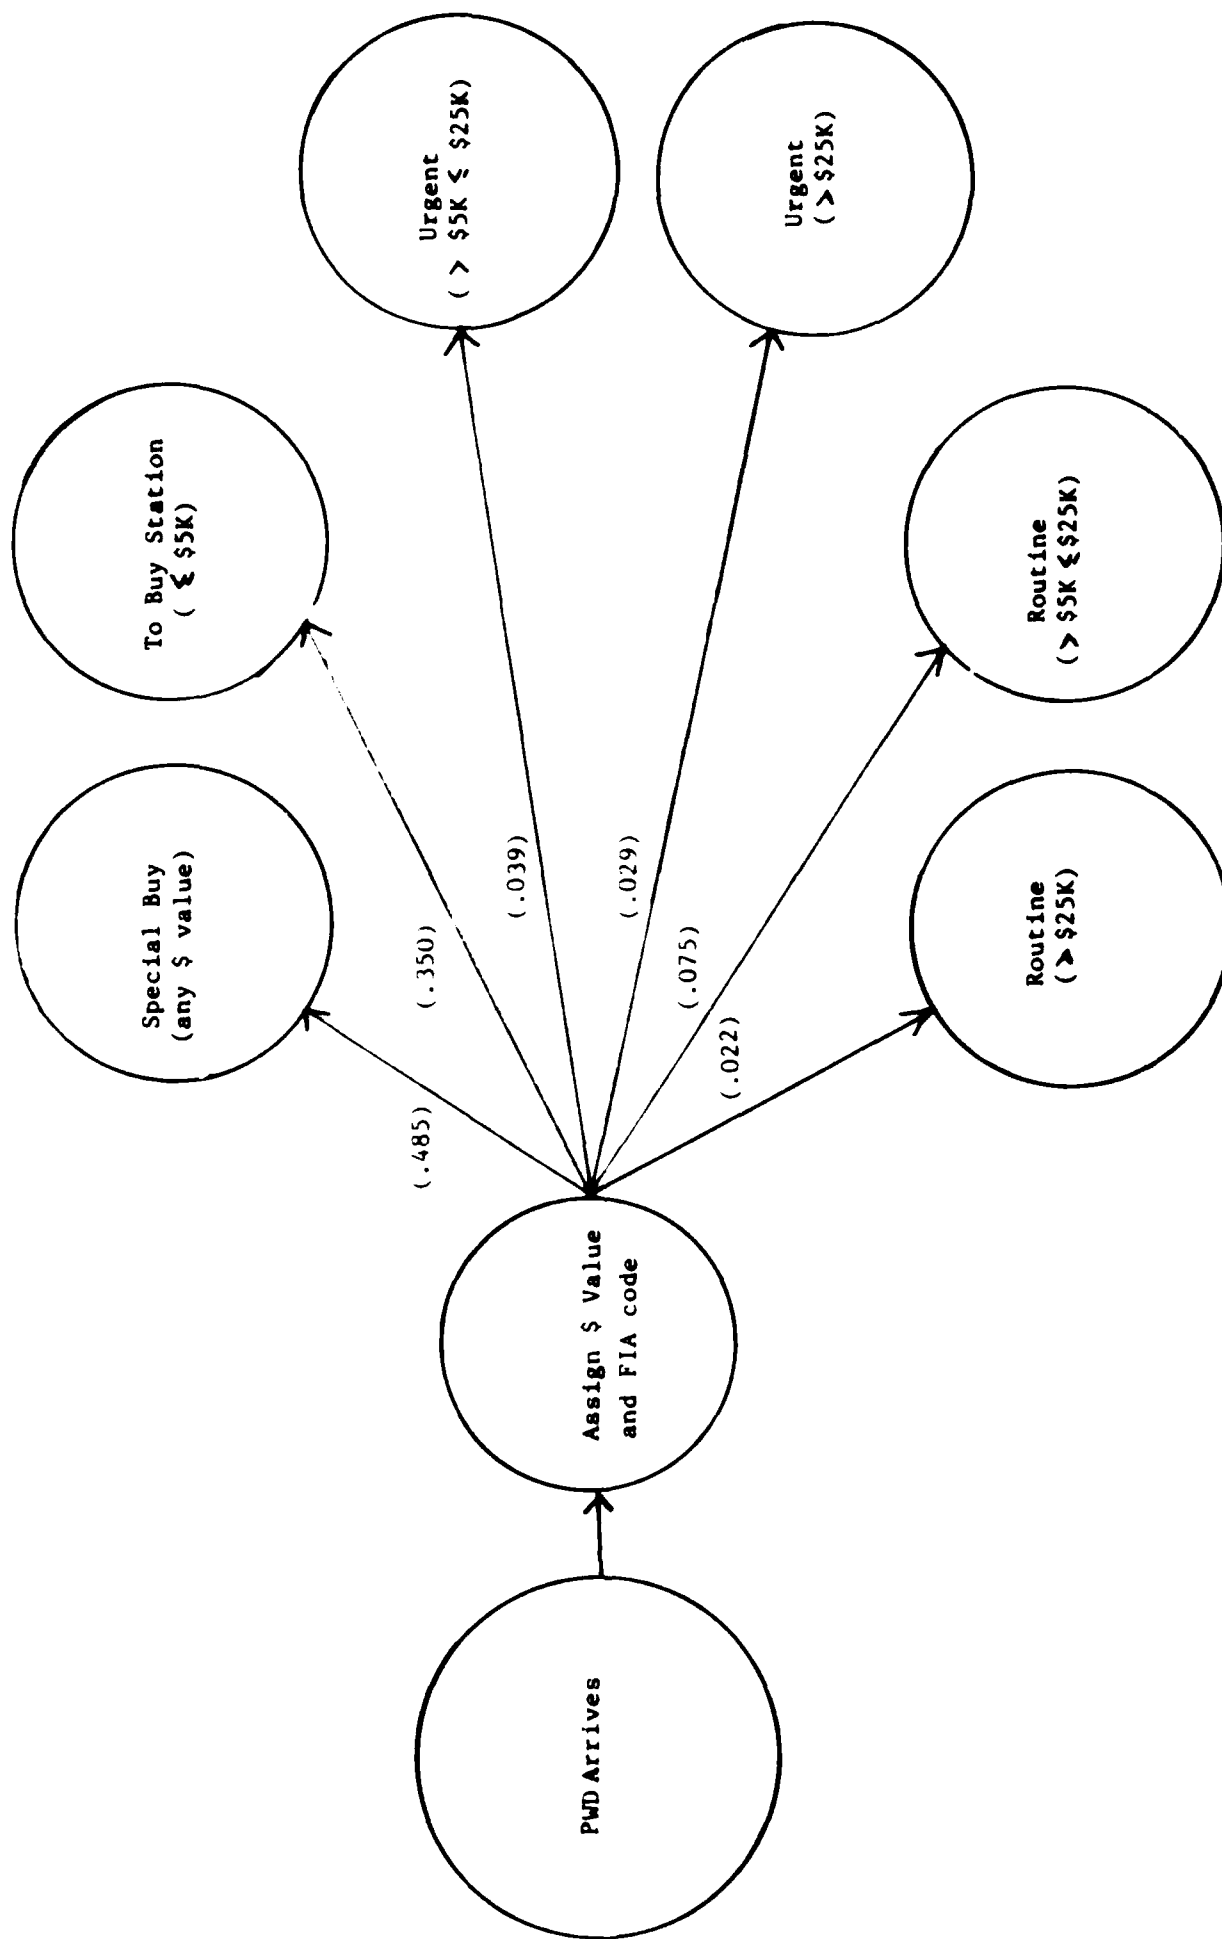 PWD Arrives
Assign $ Value
and FIA code
(.485)
(.350)
(.039)
(.029)
(.075)
(.022)
Special Buy
(any $ value)
To Buy Station
( ≤ $5K)
Urgent
( > $5K ≤ $25K)
Urgent
( > $25K)
Routine
(> $5K ≤ $25K)
Routine
(> $25K)